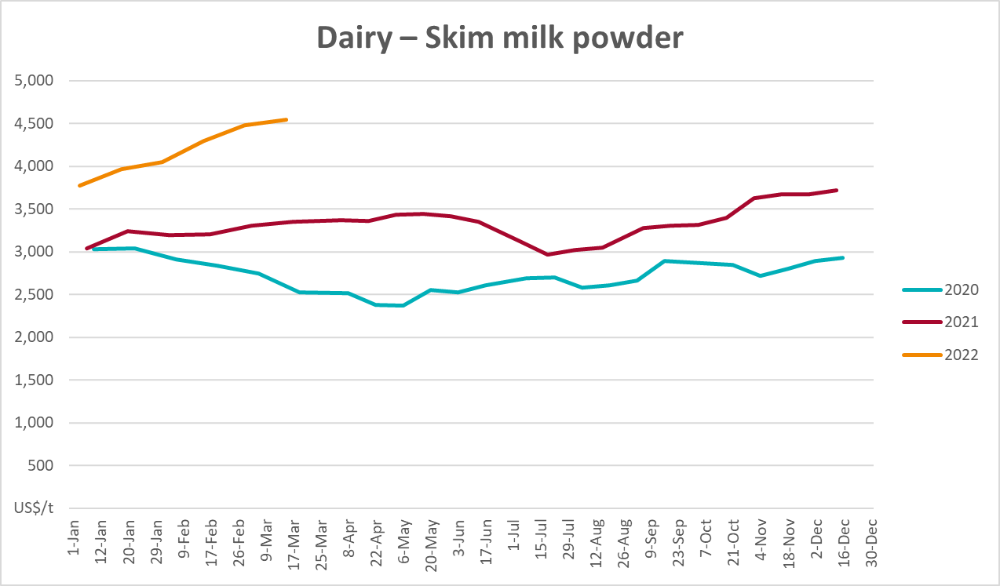 Dairy – Skim milk powder
5,000
4,500
4,000
3,500
3,000
2,500
2,000
1,500
1,000
500
US$/t
1-Jan
12-Jan
20-Jan
29-Jan
9-Feb
17-Feb
26-Feb
9-Mar
17-Mar
25-Mar
8-Apr
22-Apr
6-May
20-May
3-Jun
17-Jun
1-Jul
15-Jul
29-Jul
12-Aug
26-Aug
9-Sep
23-Sep
7-Oct
21-Oct
4-Nov
18-Nov
2-Dec
16-Dec
30-Dec
2020
2021
2022